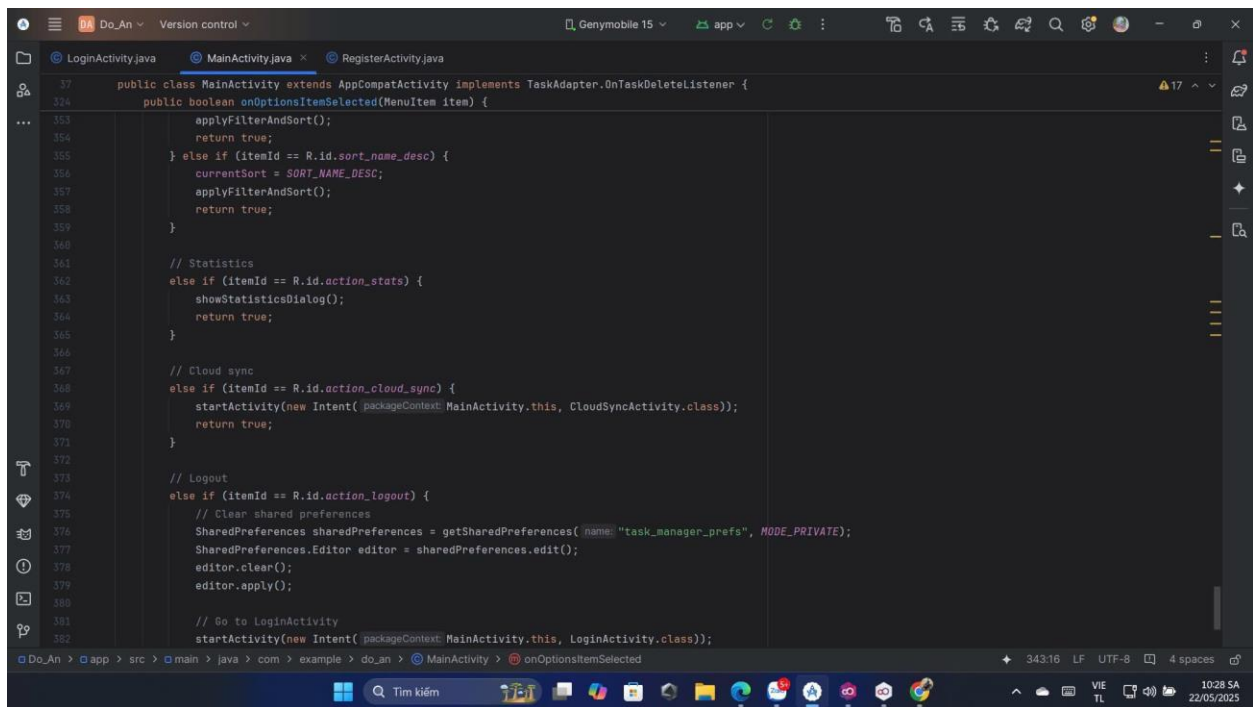 DA Do_An Version control Genymobile 15 app
LoginActivity.java MainActivity.java RegisterActivity.java
37 public class MainActivity extends AppCompatActivity implements TaskAdapter.OnTaskDeleteListener { 17
324 public boolean onOptionsItemSelected(MenuItem item) {
353 applyFilterAndSort();
354 return true;
355 } else if (itemId == R.id.sort_name_desc) {
356 currentSort = SORT_NAME_DESC;
357 applyFilterAndSort();
358 return true;
359 }
360
361 // Statistics
362 else if (itemId == R.id.action_stats) {
363 showStatisticsDialog();
364 return true;
365 }
366
367 // Cloud sync
368 else if (itemId == R.id.action_cloud_sync) {
369 startActivity(new Intent( packageContext: MainActivity.this, CloudSyncActivity.class));
370 return true;
371 }
372
373 // Logout
374 else if (itemId == R.id.action_logout) {
375 // Clear shared preferences
376 SharedPreferences sharedPreferences = getSharedPreferences( name: "task_manager_prefs", MODE_PRIVATE);
377 SharedPreferences.Editor editor = sharedPreferences.edit();
378 editor.clear();
379 editor.apply();
380
381 // Go to LoginActivity
382 startActivity(new Intent( packageContext: MainActivity.this, LoginActivity.class));
Do_An > app > src > main > java > com > example > do_an > MainActivity > onOptionsItemSelected 343:16 LF UTF-8 4 spaces
Tìm kiếm VIE 10:28 SA
TL 22/05/2025